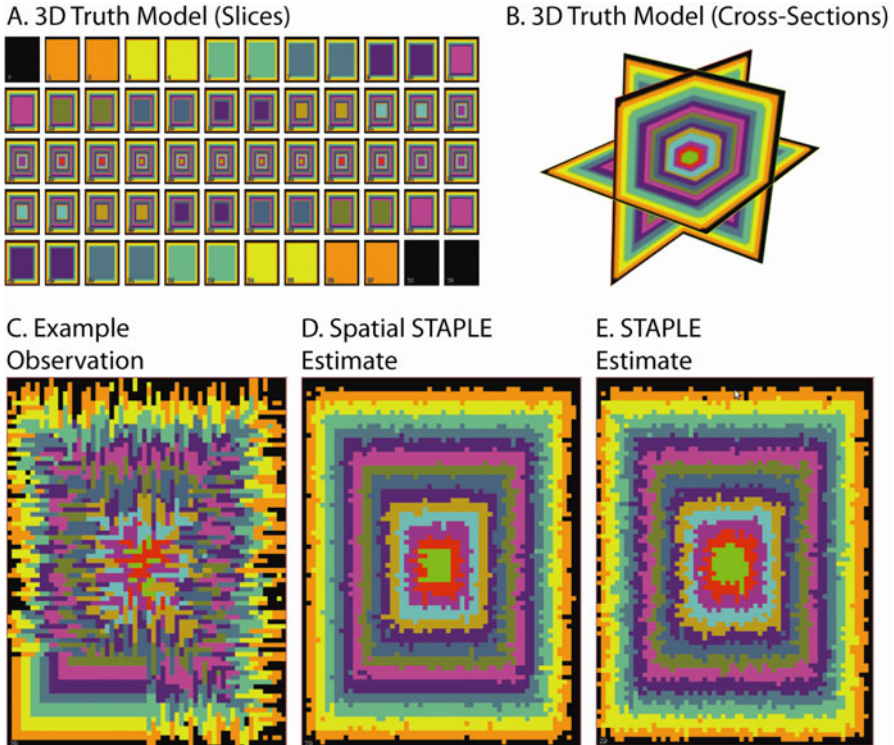 A. 3D Truth Model (Slices)
B. 3D Truth Model (Cross-Sections)
C. Example
Observation
D. Spatial STAPLE
Estimate
E. STAPLE
Estimate